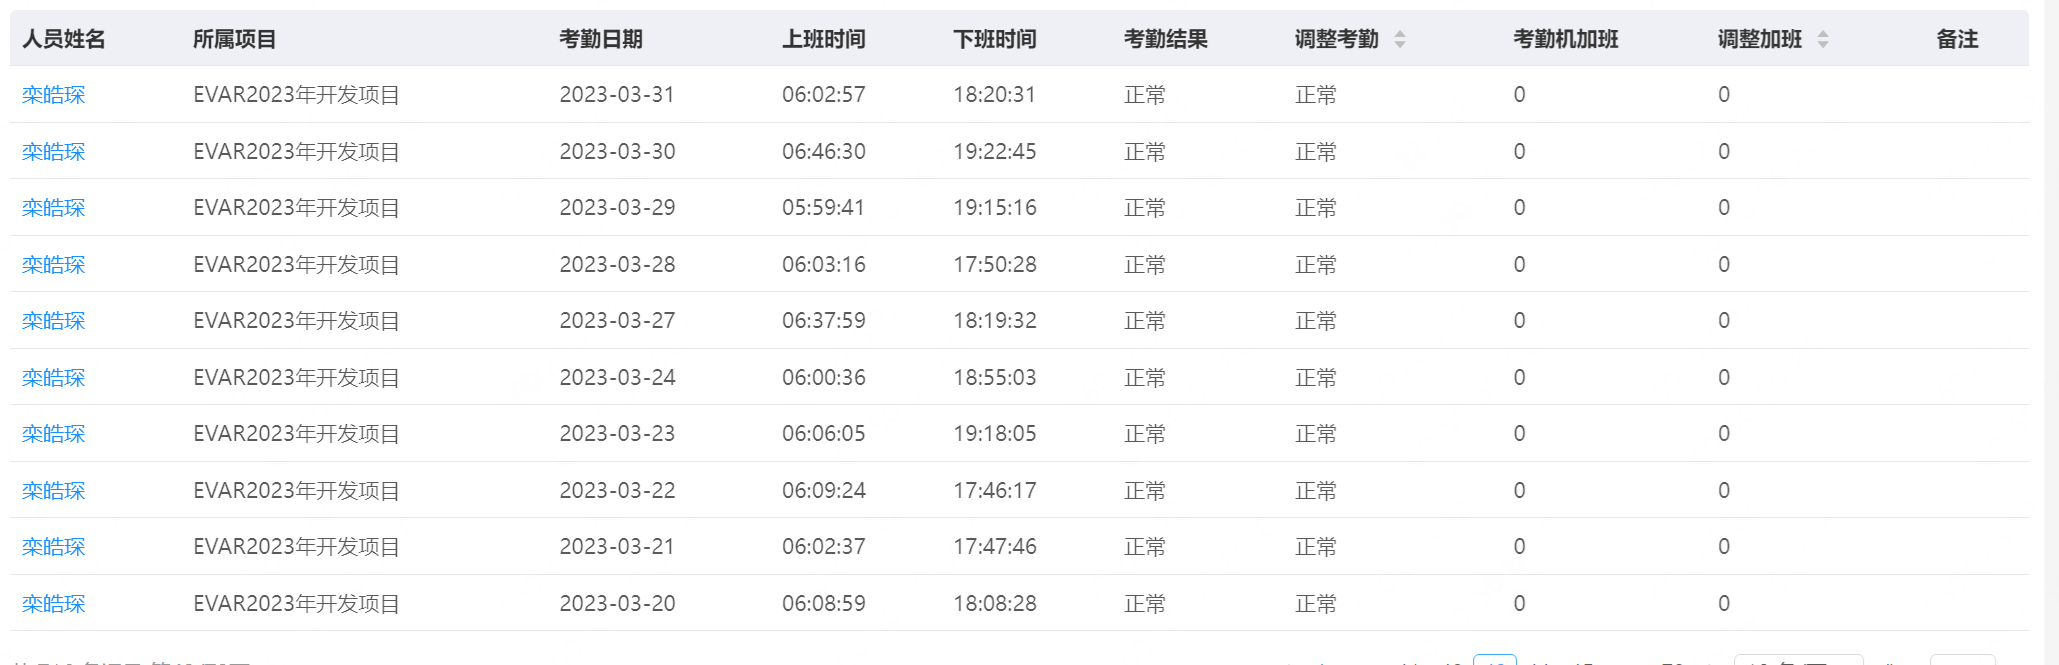 人员姓名 所属项目 考勤日期 上班时间 下班时间 考勤结果 调整考勤 考勤机加班 调整加班 备注
栾皓琛 EVAR2023年开发项目 2023-03-31 06:02:57 18:20:31 正常 正常 0 0
栾皓琛 EVAR2023年开发项目 2023-03-30 06:46:30 19:22:45 正常 正常 0 0
栾皓琛 EVAR2023年开发项目 2023-03-29 05:59:41 19:15:16 正常 正常 0 0
栾皓琛 EVAR2023年开发项目 2023-03-28 06:03:16 17:50:28 正常 正常 0 0
栾皓琛 EVAR2023年开发项目 2023-03-27 06:37:59 18:19:32 正常 正常 0 0
栾皓琛 EVAR2023年开发项目 2023-03-24 06:00:36 18:55:03 正常 正常 0 0
栾皓琛 EVAR2023年开发项目 2023-03-23 06:06:05 19:18:05 正常 正常 0 0
栾皓琛 EVAR2023年开发项目 2023-03-22 06:09:24 17:46:17 正常 正常 0 0
栾皓琛 EVAR2023年开发项目 2023-03-21 06:02:37 17:47:46 正常 正常 0 0
栾皓琛 EVAR2023年开发项目 2023-03-20 06:08:59 18:08:28 正常 正常 0 0